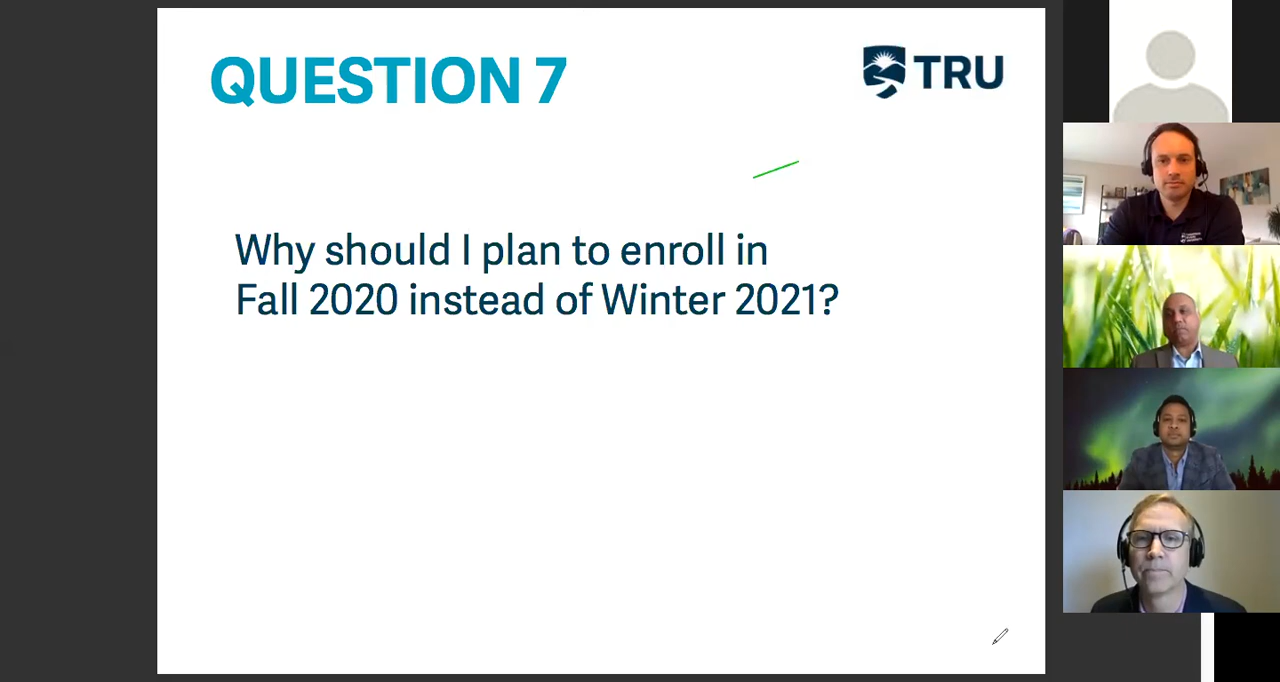 QUESTION 7
TRU
Why should I plan to enroll in
Fall 2020 instead of Winter 2021?